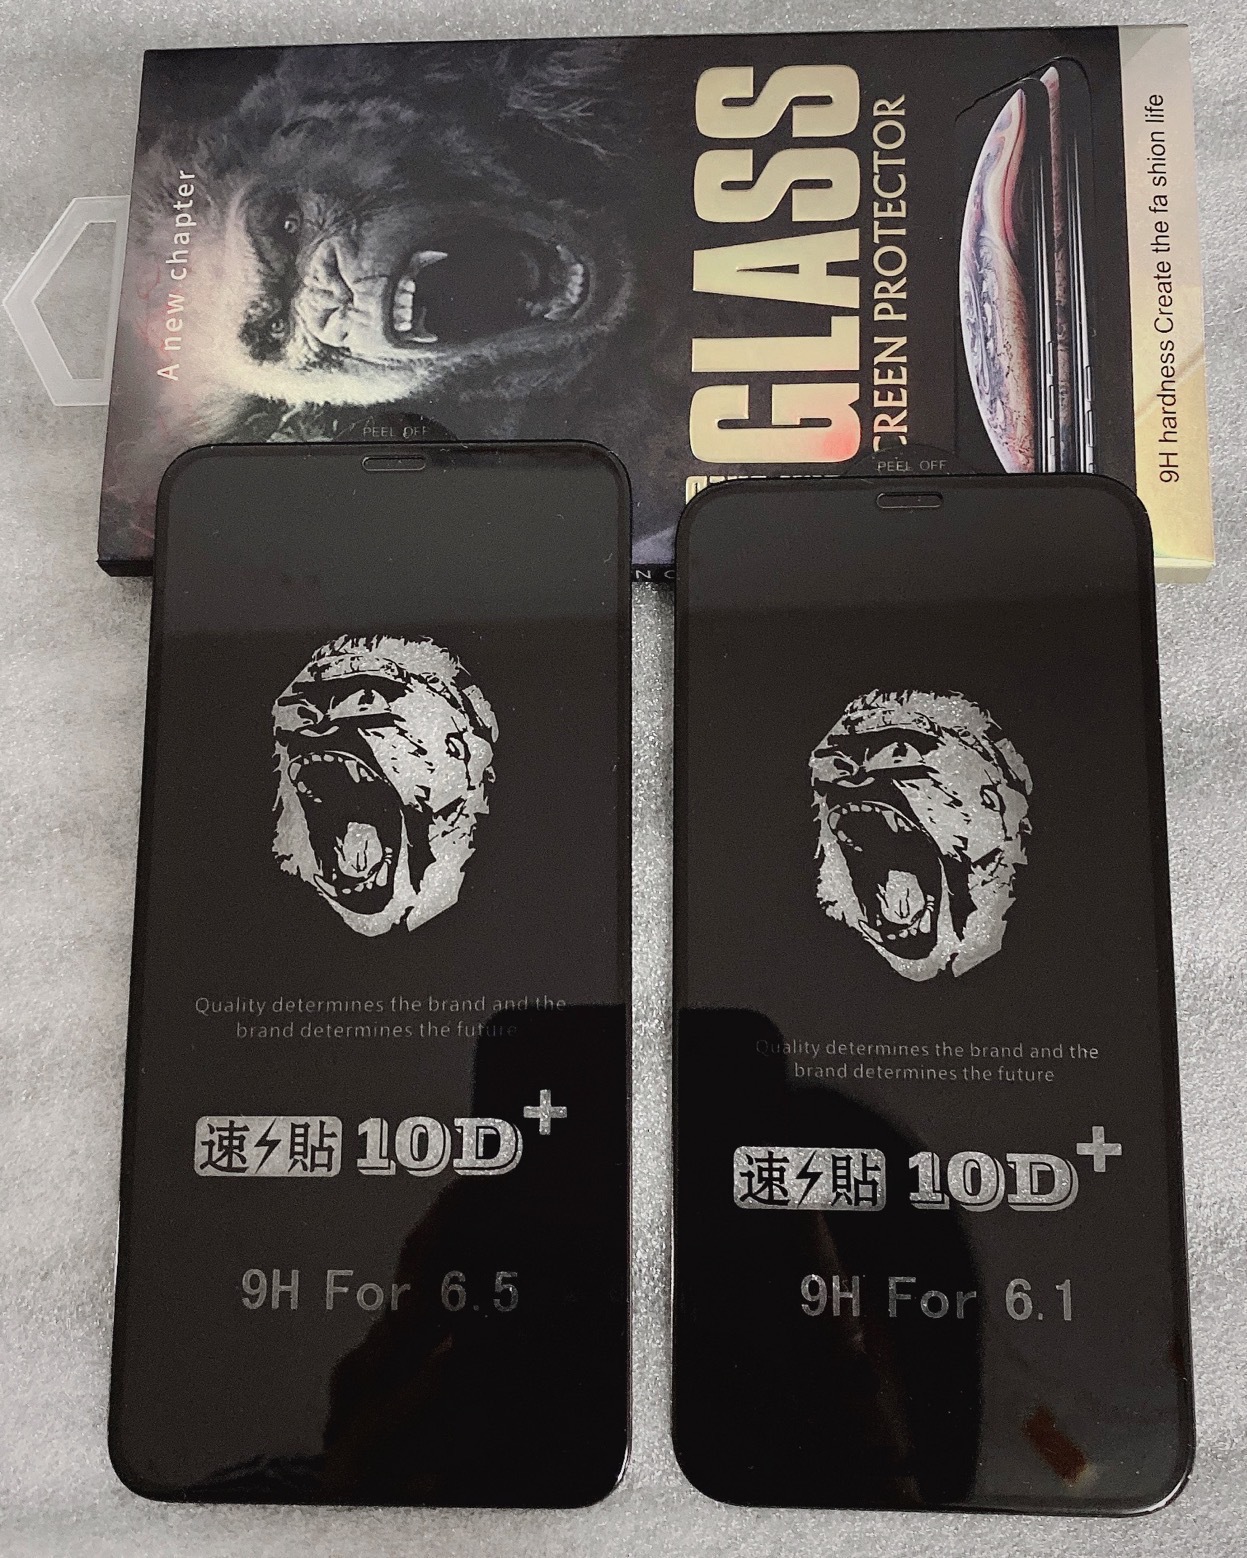 A new chapter
GLASS
SCREEN PROTECTOR
9H hardness Create the fa shion life
PEEL OFF
PEEL OFF
Quality determines the brand and the
brand determines the future
速貼 10D+
9H For 6.5
Quality determines the brand and the
brand determines the future
速貼 10D+
9H For 6.1